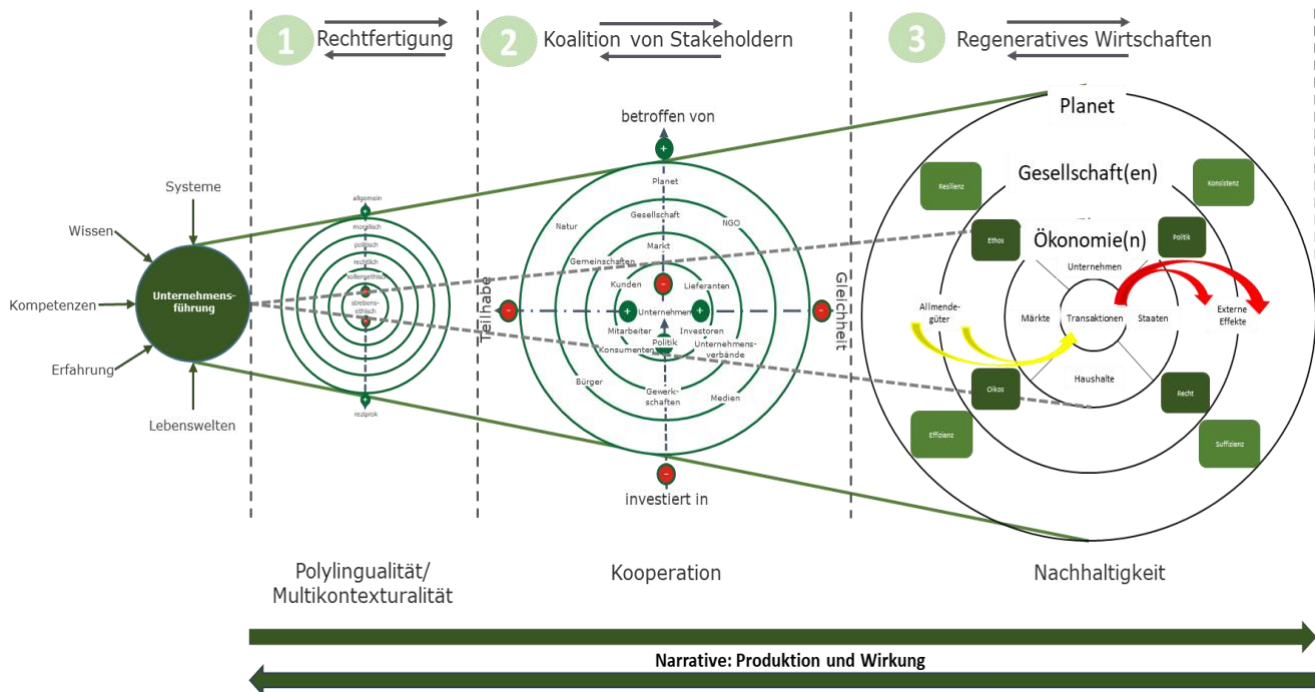 1
Rechtfertigung
2
Koalition von Stakeholdern
3
Regeneratives Wirtschaften
Systeme
Wissen
Kompetenzen
Erfahrung
Lebenswelten
Unternehmens-
führung
allgemein
moralisch
politisch
rechtlich
sollensethisch
strebens-
ethisch
reziprok
Polylingualität/
Multikontexturalität
betroffen von
+
Planet
Natur
Gesellschaft
NGO
Markt
Gemeinschaften
Kunden
Lieferanten
Unternehmen
Mitarbeiter
Investoren
Politik
Konsumenten
Unternehmens-
verbände
Bürger
Gewerk-
schaften
Medien
Teilhabe
Gleichheit
-
investiert in
Kooperation
Planet
Gesellschaft(en)
Ökonomie(n)
Resilienz
Konsistenz
Ethos
Politik
Unternehmen
Allmende-
güter
Märkte
Transaktionen
Staaten
Externe
Effekte
Haushalte
Oikos
Recht
Effizienz
Suffizienz
Nachhaltigkeit
Narrative: Produktion und Wirkung